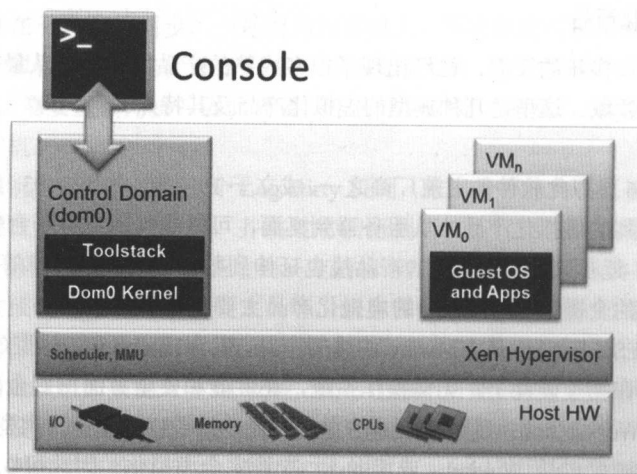 >_
Console
Control Domain
(dom0)
Toolstack
Dom0 Kernel
VMn
VM1
VM0
Guest OS
and Apps
Scheduler, MMU
Xen Hypervisor
I/O
Memory
CPUs
Host HW